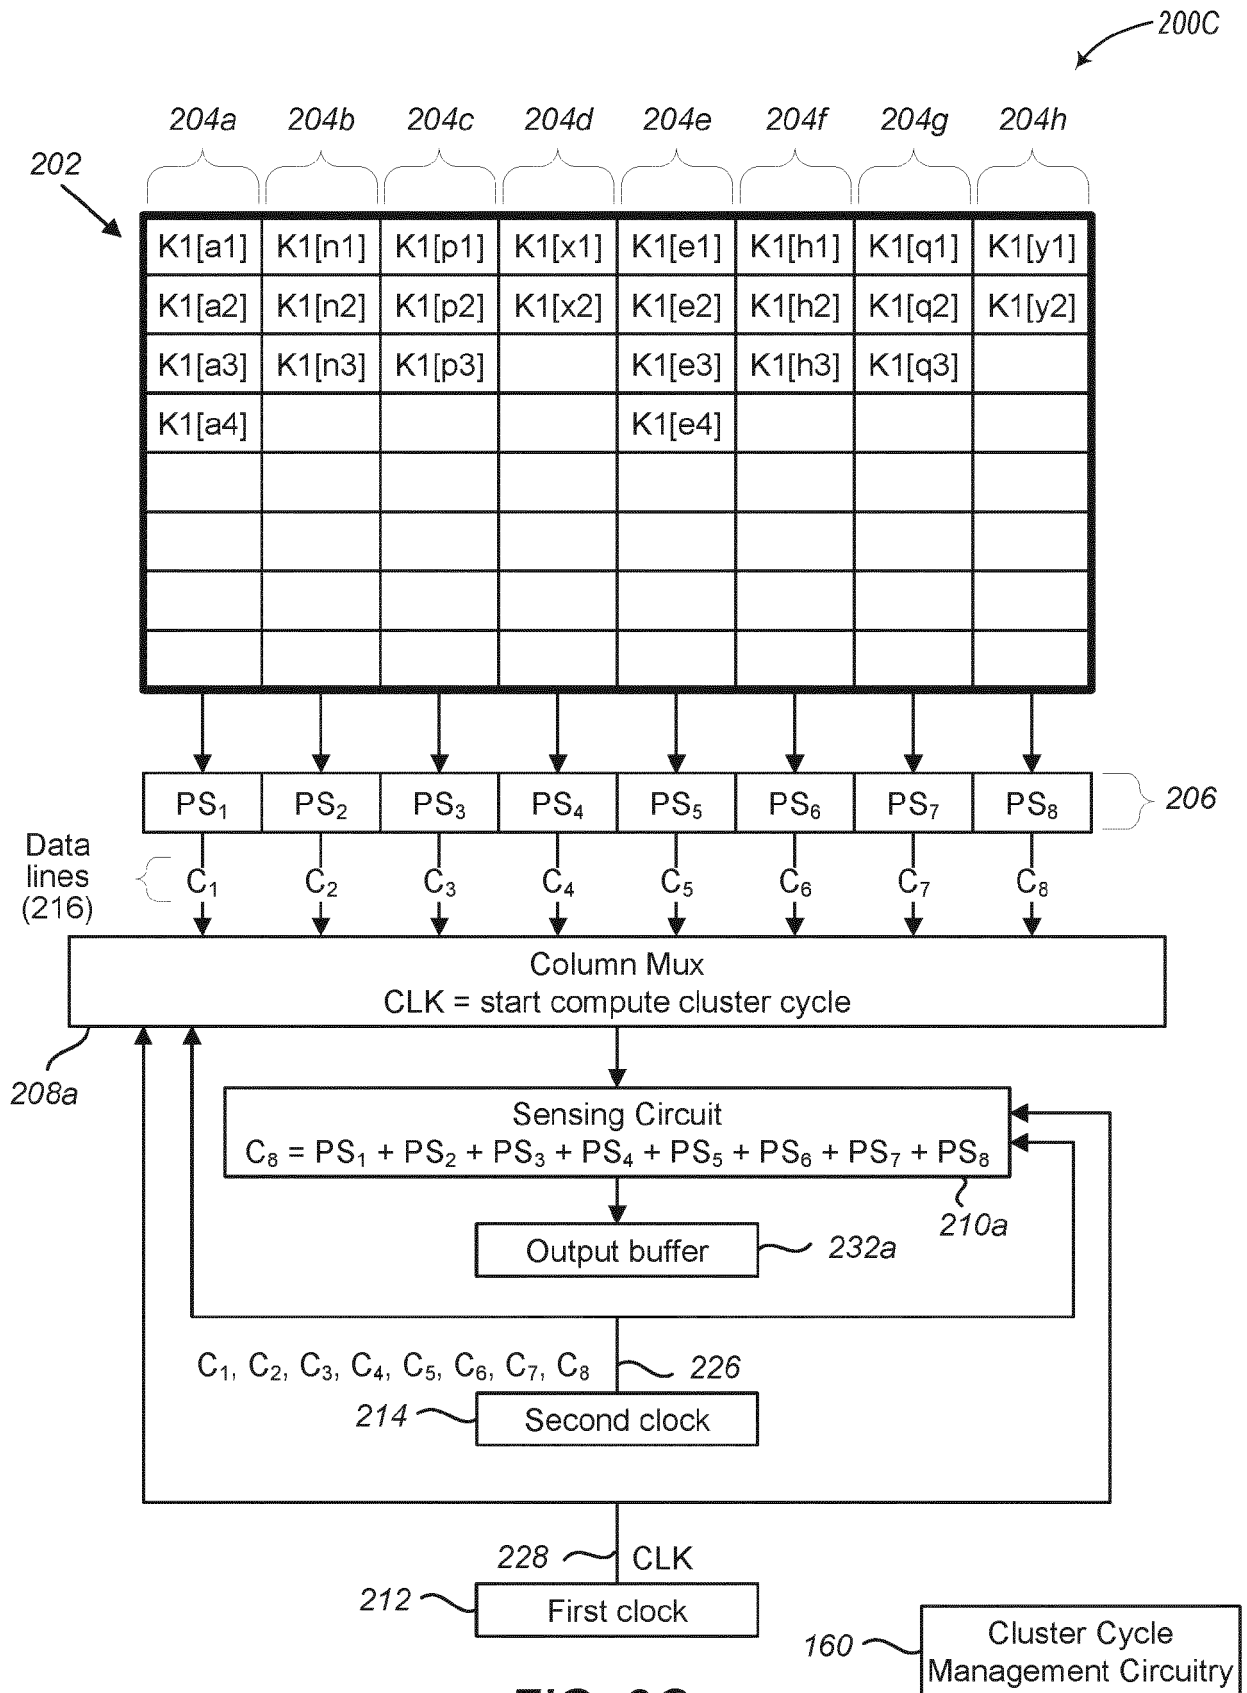 200C
204a 204b 204c 204d 204e 204f 204g 204h
202
K1[a1] K1[n1] K1[p1] K1[x1] K1[e1] K1[h1] K1[q1] K1[y1]
K1[a2] K1[n2] K1[p2] K1[x2] K1[e2] K1[h2] K1[q2] K1[y2]
K1[a3] K1[n3] K1[p3] K1[e3] K1[h3] K1[q3]
K1[a4] K1[e4]
PS₁ PS₂ PS₃ PS₄ PS₅ PS₆ PS₇ PS₈ 206
Data
lines
(216)
C₁ C₂ C₃ C₄ C₅ C₆ C₇ C₈
Column Mux
CLK = start compute cluster cycle
208a
Sensing Circuit
C₈ = PS₁ + PS₂ + PS₃ + PS₄ + PS₅ + PS₆ + PS₇ + PS₈
210a
Output buffer 232a
C₁, C₂, C₃, C₄, C₅, C₆, C₇, C₈ 226
214 Second clock
228 CLK
212 First clock
160 Cluster Cycle
Management Circuitry